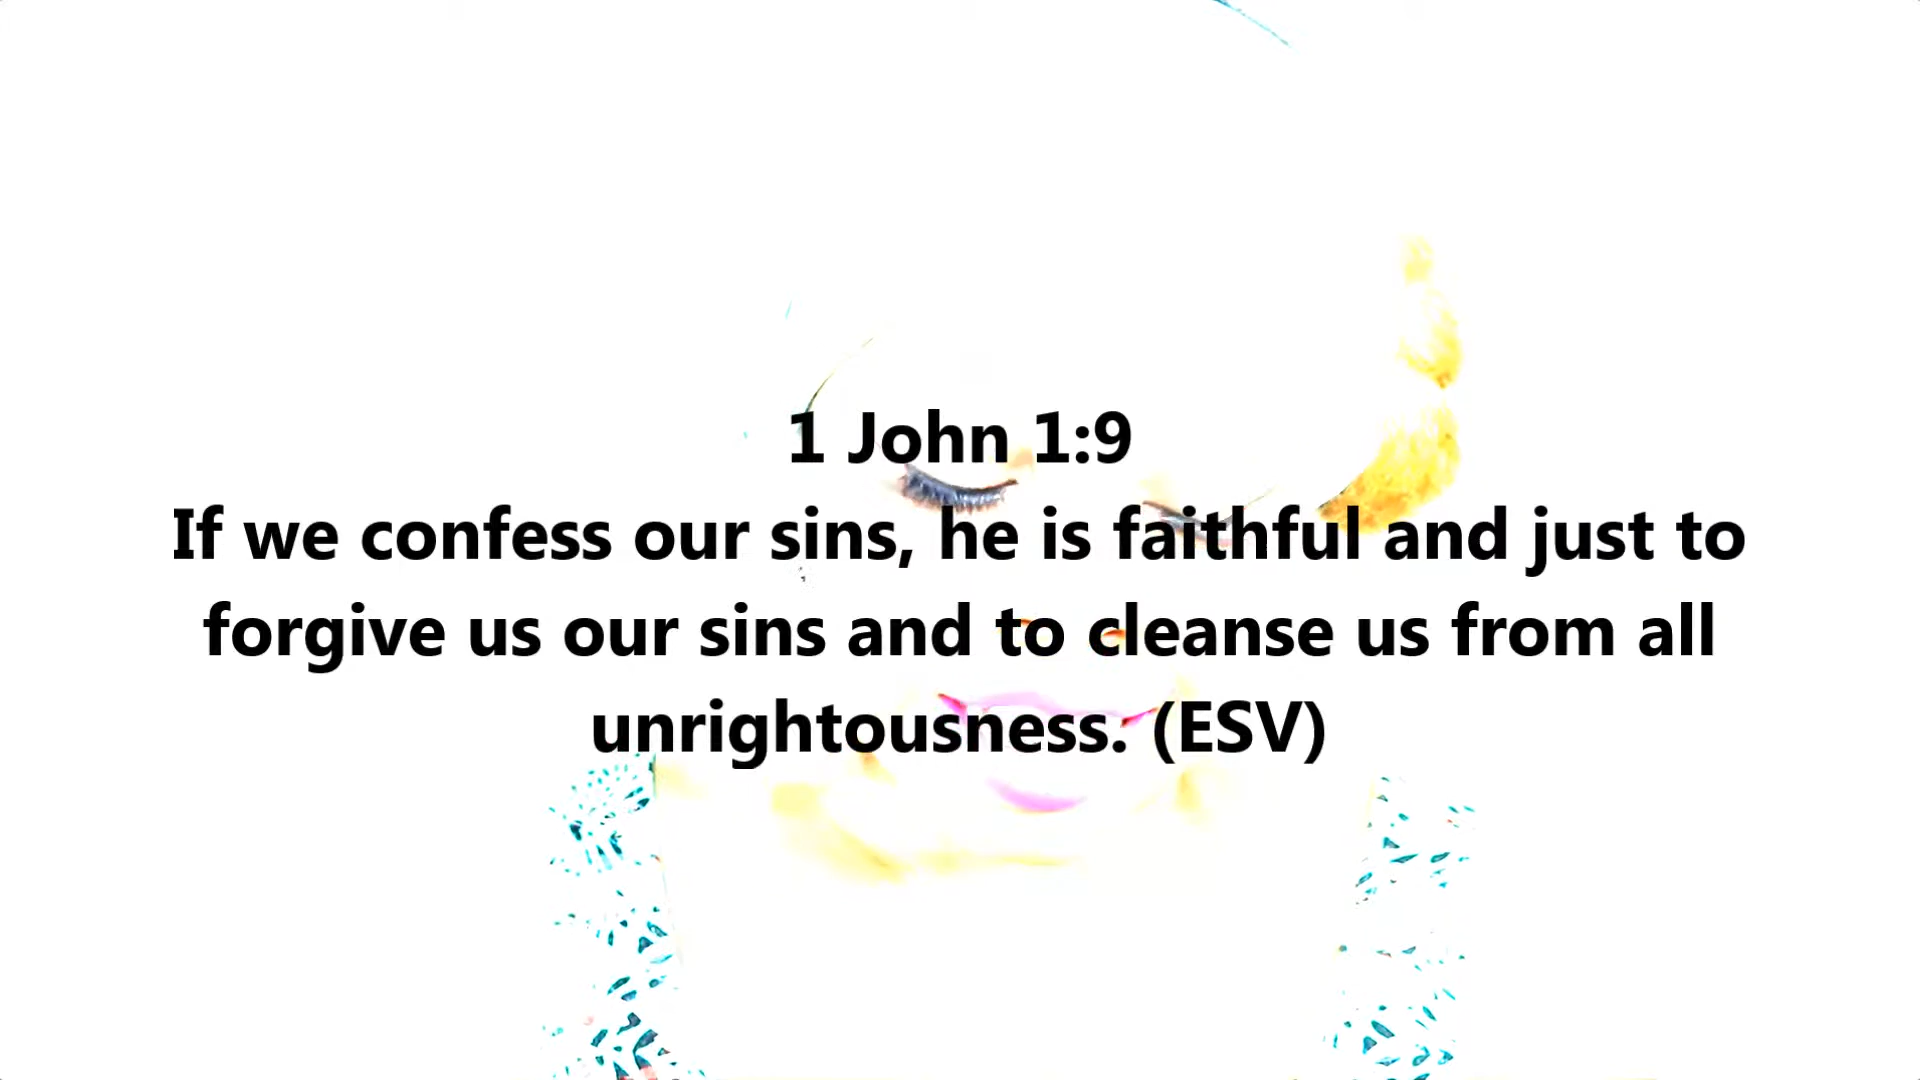 1 John 1:9
If we confess our sins, he is faithful and just to
forgive us our sins and to cleanse us from all
unrightousness. (ESV)